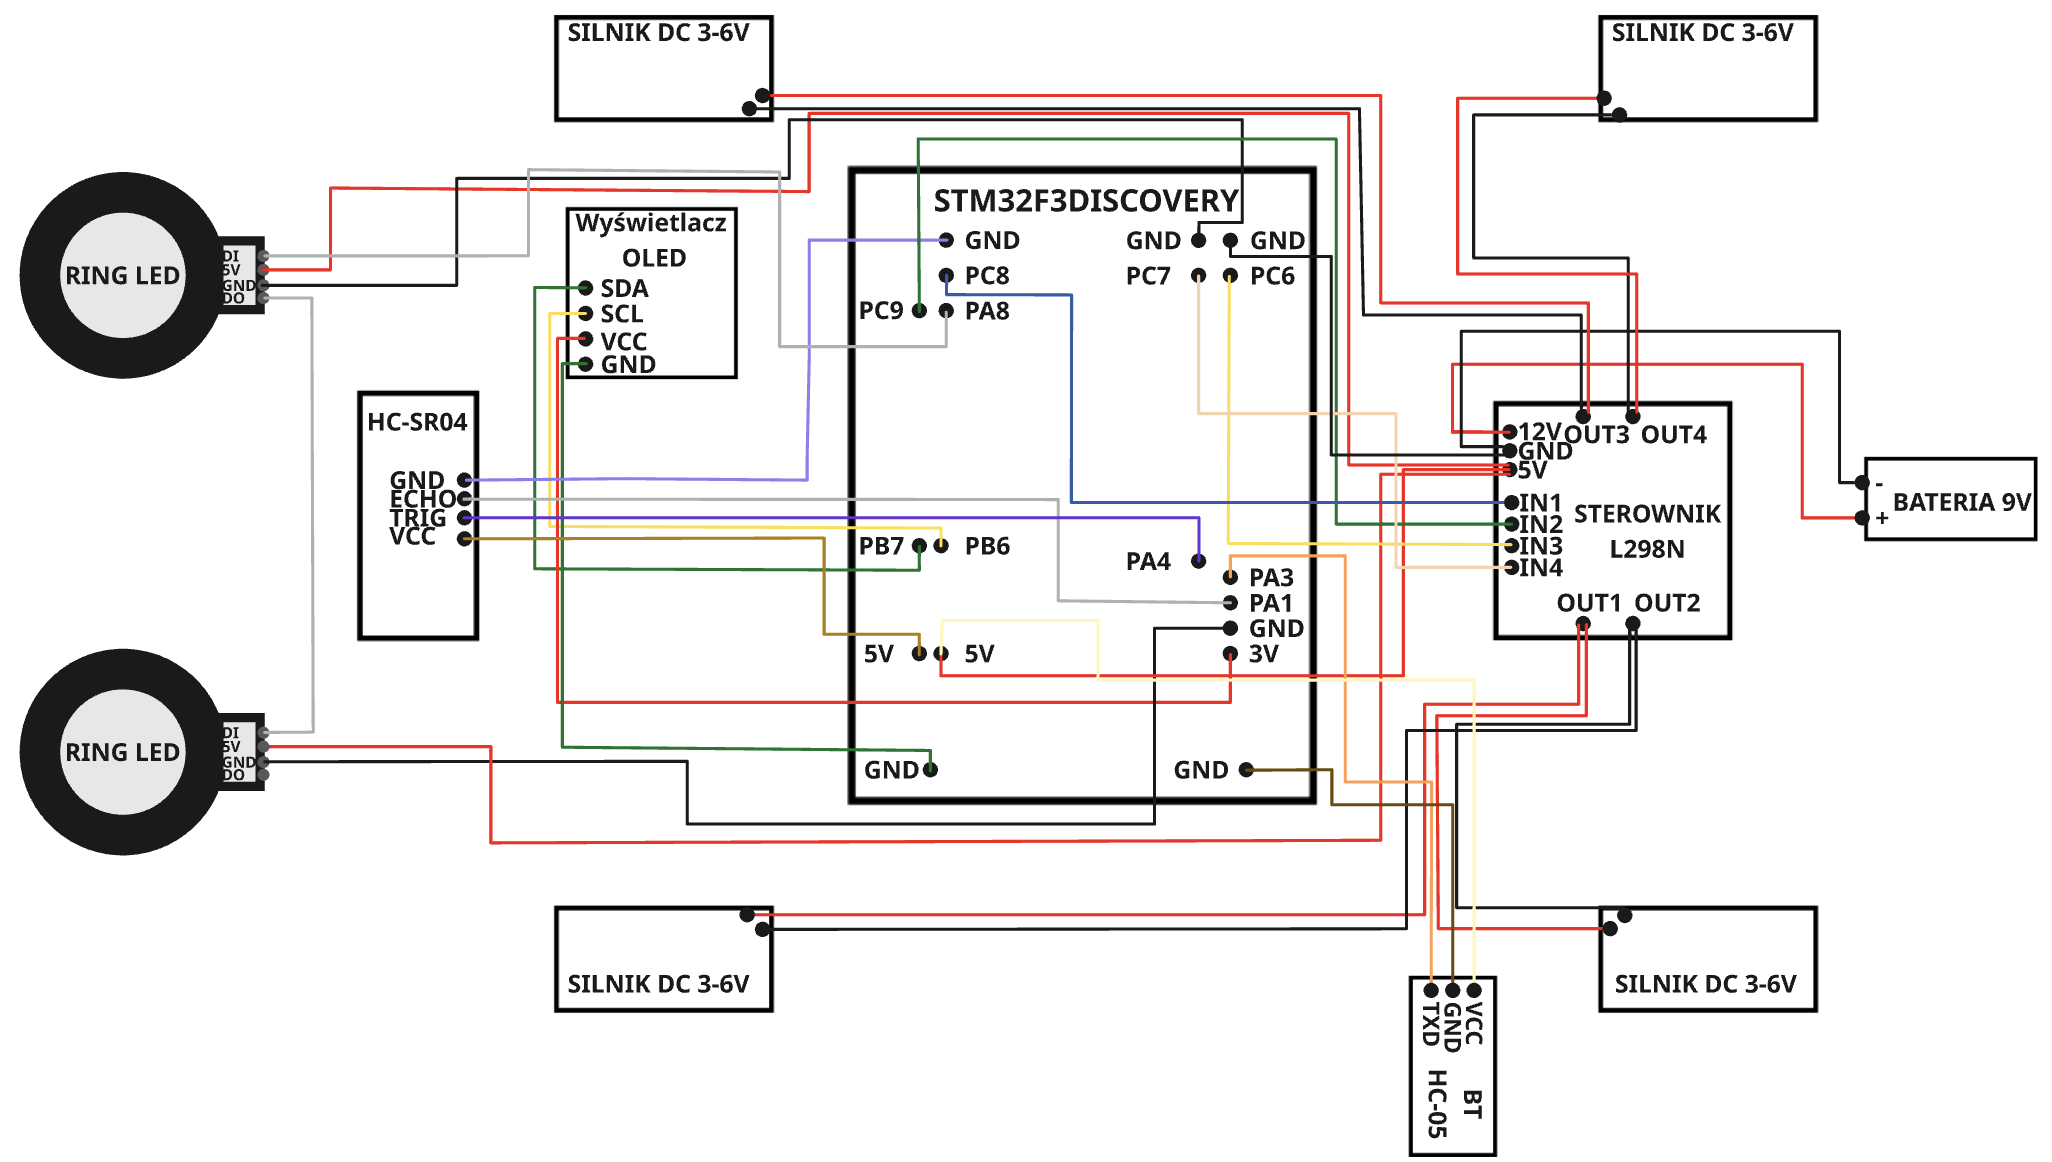 SILNIK DC 3-6V
SILNIK DC 3-6V
RING LED
DI
5V
GND
DO
Wyświetlacz
OLED
SDA
SCL
VCC
GND
HC-SR04
GND
ECHO
TRIG
VCC
STM32F3DISCOVERY
GND
GND
GND
PC8
PC7
PC6
PC9
PA8
PB7
PB6
PA4
PA3
PA1
GND
5V
5V
3V
GND
GND
12V
OUT3
OUT4
GND
5V
IN1
IN2
IN3
IN4
STEROWNIK
L298N
OUT1
OUT2
-
+
BATERIA 9V
RING LED
DI
5V
GND
DO
SILNIK DC 3-6V
SILNIK DC 3-6V
TXD
GND
VCC
HC-05
BT